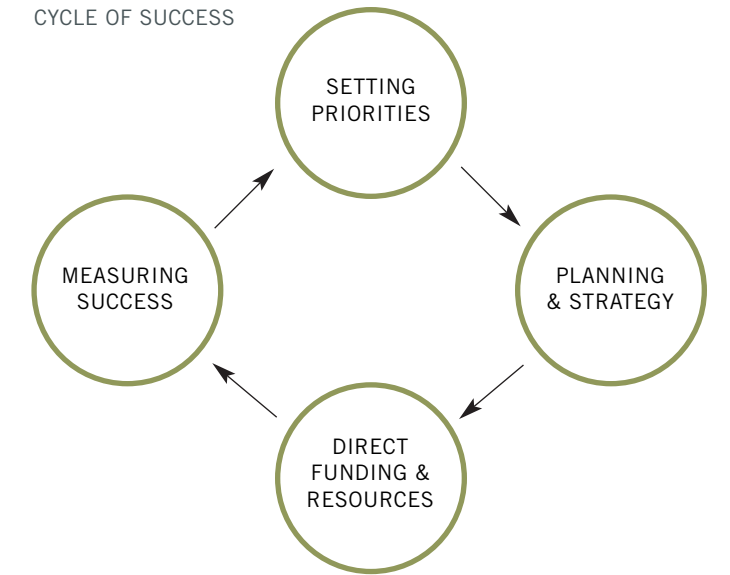 CYCLE OF SUCCESS
SETTING
PRIORITIES
PLANNING
& STRATEGY
DIRECT
FUNDING &
RESOURCES
MEASURING
SUCCESS